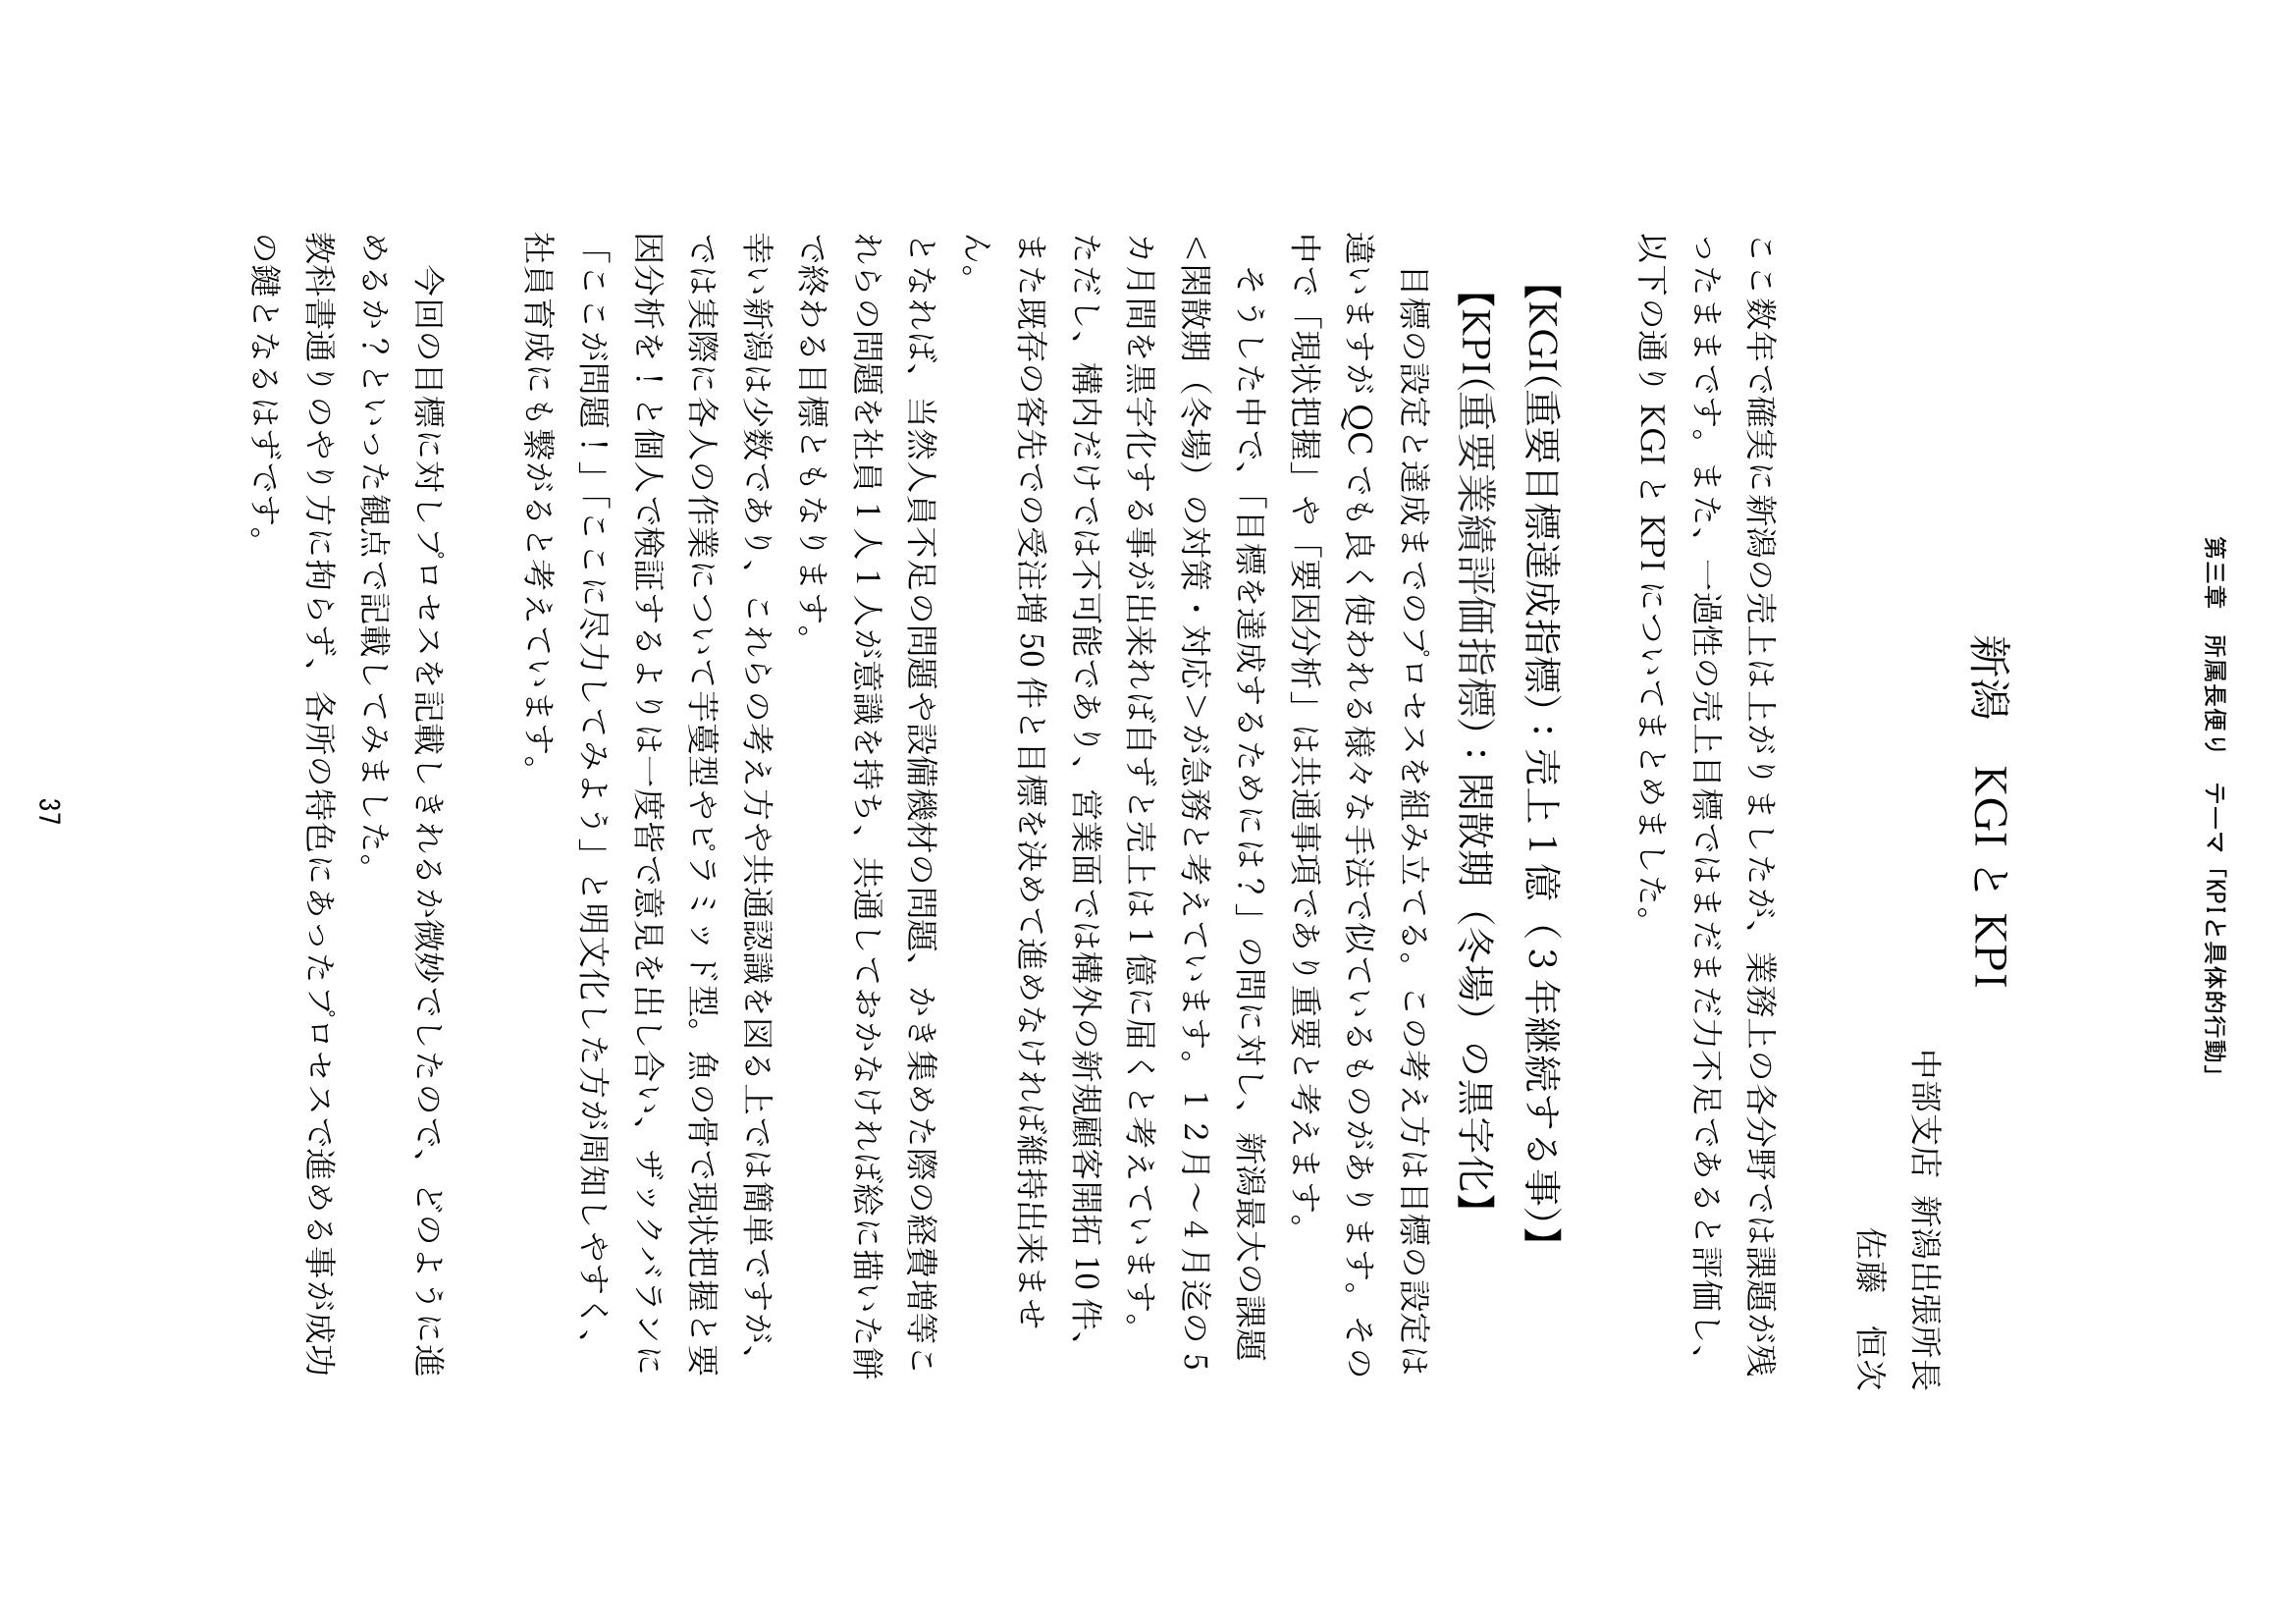 第三章　所属長便り　テーマ「KPIと具体的行動」
新潟　KGI と KPI
中部支店 新潟出張所長
佐藤　恒次
ここ数年で確実に新潟の売上は上がりましたが、業務上の各分野では課題が残
ったままです。また、一過性の売上目標ではまだまだ力不足であると評価し、
以下の通り KGI と KPI についてまとめました。
【KGI(重要目標達成指標)：売上 1 億（3 年継続する事)】
【KPI(重要業績評価指標)：閑散期（冬場）の黒字化】
目標の設定と達成までのプロセスを組み立てる。この考え方は目標の設定は
違いますが QC でも良く使われる様々な手法で似ているものがあります。その
中で「現状把握」や「要因分析」は共通事項であり重要と考えます。
そうした中で、「目標を達成するためには？」の問に対し、新潟最大の課題
＜閑散期（冬場）の対策・対応＞が急務と考えています。１２月～４月迄の５
カ月間を黒字化する事が出来れば自ずと売上は 1 億に届くと考えています。
ただし、構内だけでは不可能であり、営業面では構外の新規顧客開拓 10 件、
また既存の客先での受注増 50 件と目標を決めて進めなければ維持出来ませ
ん。
となれば、当然人員不足の問題や設備機材の問題、かき集めた際の経費増等こ
れらの問題を社員 1 人 1 人が意識を持ち、共通しておかなければ絵に描いた餅
で終わる目標ともなります。
幸い新潟は少数であり、これらの考え方や共通認識を図る上では簡単ですが、
では実際に各人の作業について芋蔓型やピラミッド型。魚の骨で現状把握と要
因分析を！と個人で検証するよりは一度皆で意見を出し合い、ザックバランに
「ここが問題！」「ここに尽力してみよう」と明文化した方が周知しやすく、
社員育成にも繋がると考えています。
今回の目標に対しプロセスを記載しきれるか微妙でしたので、どのように進
めるか？といった観点で記載してみました。
教科書通りのやり方に拘らず、各所の特色にあったプロセスで進める事が成功
の鍵となるはずです。
37